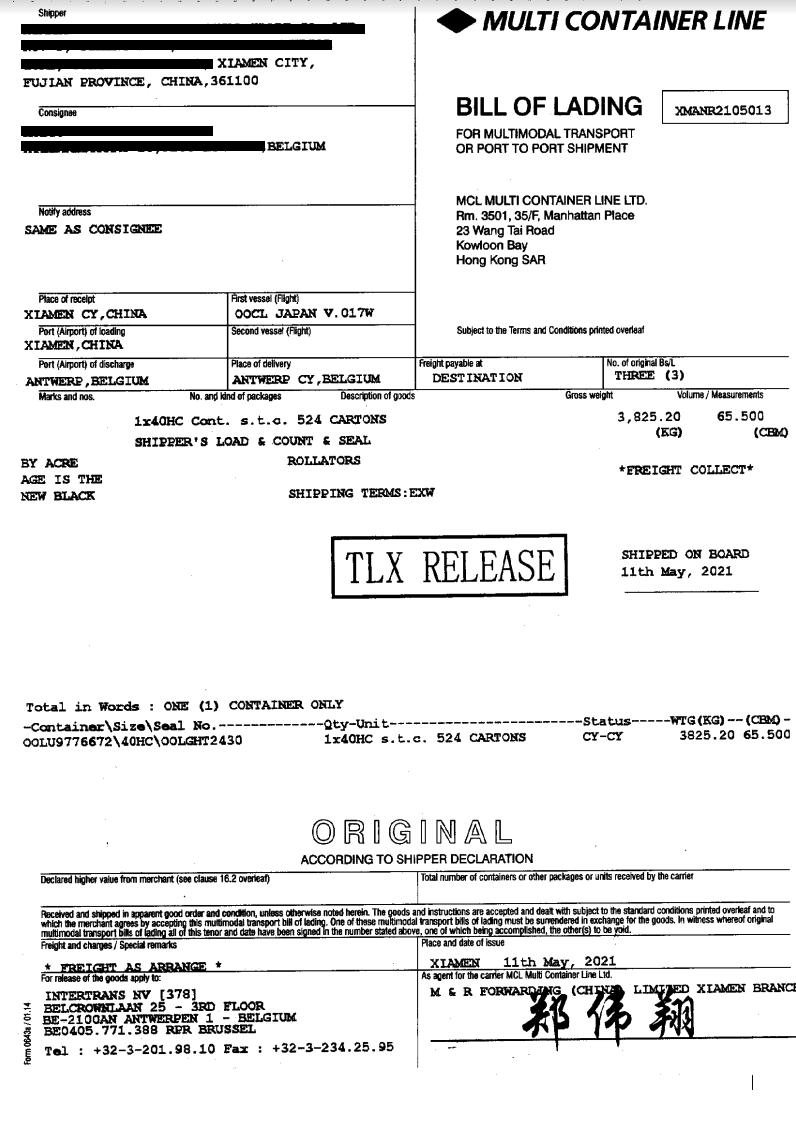 Shipper
XIAMEN CITY,
FUJIAN PROVINCE, CHINA,361100
MULTI CONTAINER LINE
BILL OF LADING
XMANR2105013
FOR MULTIMODAL TRANSPORT
OR PORT TO PORT SHIPMENT
Consignee
,BELGIUM
MCL MULTI CONTAINER LINE LTD.
Rm. 3501, 35/F, Manhattan Place
23 Wang Tai Road
Kowloon Bay
Hong Kong SAR
Notify address
SAME AS CONSIGNEE
Place of receipt
XIAMEN CY,CHINA
First vessel (Flight)
OOCL JAPAN V.017W
Port (Airport) of loading
XIAMEN,CHINA
Second vessel (Flight)
Subject to the Terms and Conditions printed overleaf
Port (Airport) of discharge
ANTWERP,BELGIUM
Place of delivery
ANTWERP CY,BELGIUM
Freight payable at
DESTINATION
No. of original Bs/L
THREE (3)
Marks and nos. No. and kind of packages Description of goods Gross weight Volume / Measurements
1x40HC Cont. s.t.c. 524 CARTONS 3,825.20 65.500
(KG) (CBM)
SHIPPER'S LOAD & COUNT & SEAL
BY ACRE ROLLATORS
AGE IS THE *FREIGHT COLLECT*
NEW BLACK SHIPPING TERMS:EXW
TLX RELEASE
SHIPPED ON BOARD
11th May, 2021
Total in Words : ONE (1) CONTAINER ONLY
-Container\Size\Seal No.-------------Qty-Unit------------------------Status-----WTG(KG)--(CBM)-
OOLU9776672\40HC\OOLGHT2430 1x40HC s.t.c. 524 CARTONS CY-CY 3825.20 65.500
ORIGINAL
ACCORDING TO SHIPPER DECLARATION
Declared higher value from merchant (see clause 16.2 overleaf)
Total number of containers or other packages or units received by the carrier
Received and shipped in apparent good order and condition, unless otherwise noted herein. The goods and instructions are accepted and dealt with subject to the standard conditions printed overleaf and to
which the merchant agrees by accepting this multimodal transport bill of lading. One of these multimodal transport bills of lading must be surrendered in exchange for the goods. In witness whereof original
multimodal transport bills of lading all of this tenor and date have been signed in the number stated above, one of which being accomplished, the other(s) to be void.
Freight and charges / Special remarks
* FREIGHT AS ARRANGE *
Place and date of issue
XIAMEN 11th May, 2021
For release of the goods apply to:
INTERTRANS NV [378]
BELCROWNLAAN 25 - 3RD FLOOR
BE-2100AN ANTWERPEN 1 - BELGIUM
BE0405.771.388 RPR BRUSSEL
Tel : +32-3-201.98.10 Fax : +32-3-234.25.95
As agent for the carrier MCL Multi Container Line Ltd.
M & R FORWARDING (CHINA) LIMITED XIAMEN BRANCH
郑伟翔
Form 0643a / 01.14